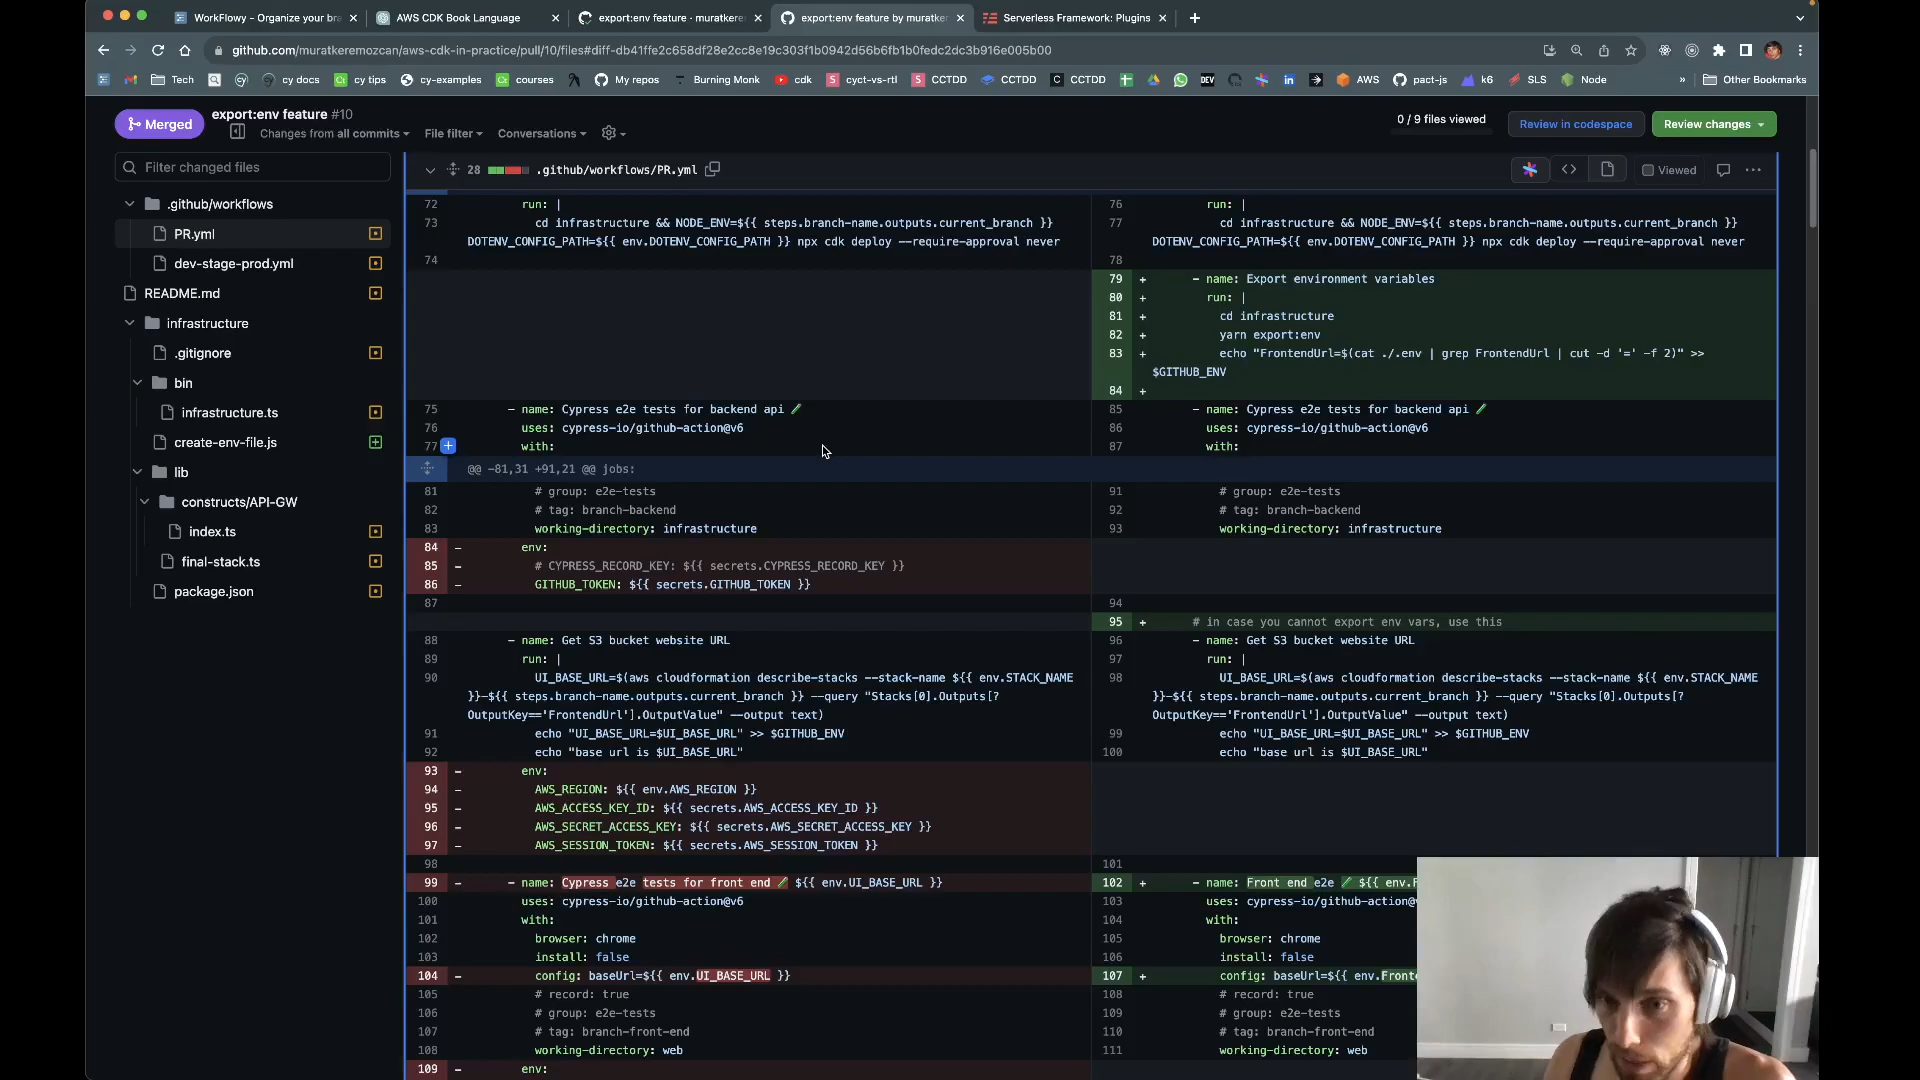 WorkFlowy - Organize your bra
AWS CDK Book Language
export:env feature - muratkere
export:env feature by muratke
Serverless Framework: Plugins
github.com/muratkeremozcan/aws-cdk-in-practice/pull/10/files#diff-db41ffe2c658df28e2cc8e19c303f1b0942d56b6fb1b0fedc2dc3b916e005b00
Tech
cy docs
cy tips
cy-examples
courses
My repos
Burning Monk
cdk
cyct-vs-rtl
CCTDD
CCTDD
CCTDD
AWS
pact-js
k6
SLS
Node
Other Bookmarks
Merged
export:env feature #10
Changes from all commits
File filter
Conversations
0 / 9 files viewed
Review in codespace
Review changes
Filter changed files
.github/workflows
PR.yml
dev-stage-prod.yml
README.md
infrastructure
.gitignore
bin
infrastructure.ts
create-env-file.js
lib
constructs/API-GW
index.ts
final-stack.ts
package.json
28 .github/workflows/PR.yml
Viewed
72 run: |
73 cd infrastructure && NODE_ENV=${{ steps.branch-name.outputs.current_branch }}
DOTENV_CONFIG_PATH=${{ env.DOTENV_CONFIG_PATH }} npx cdk deploy --require-approval never
74
75 - name: Cypress e2e tests for backend api
76 uses: cypress-io/github-action@v6
77 with:
@@ -81,31 +91,21 @@ jobs:
81 # group: e2e-tests
82 # tag: branch-backend
83 working-directory: infrastructure
84 - env:
85 - # CYPRESS_RECORD_KEY: ${{ secrets.CYPRESS_RECORD_KEY }}
86 - GITHUB_TOKEN: ${{ secrets.GITHUB_TOKEN }}
87
88 - name: Get S3 bucket website URL
89 run: |
90 UI_BASE_URL=$(aws cloudformation describe-stacks --stack-name ${{ env.STACK_NAME
}}-${{ steps.branch-name.outputs.current_branch }} --query "Stacks[0].Outputs[?
OutputKey=='FrontendUrl'].OutputValue" --output text)
91 echo "UI_BASE_URL=$UI_BASE_URL" >> $GITHUB_ENV
92 echo "base url is $UI_BASE_URL"
93 - env:
94 - AWS_REGION: ${{ env.AWS_REGION }}
95 - AWS_ACCESS_KEY_ID: ${{ secrets.AWS_ACCESS_KEY_ID }}
96 - AWS_SECRET_ACCESS_KEY: ${{ secrets.AWS_SECRET_ACCESS_KEY }}
97 - AWS_SESSION_TOKEN: ${{ secrets.AWS_SESSION_TOKEN }}
98
99 - - name: Cypress e2e tests for front end ${{ env.UI_BASE_URL }}
100 uses: cypress-io/github-action@v6
101 with:
102 browser: chrome
103 install: false
104 - config: baseUrl=${{ env.UI_BASE_URL }}
105 # record: true
106 # group: e2e-tests
107 # tag: branch-front-end
108 working-directory: web
109 - env:
76 run: |
77 cd infrastructure && NODE_ENV=${{ steps.branch-name.outputs.current_branch }}
DOTENV_CONFIG_PATH=${{ env.DOTENV_CONFIG_PATH }} npx cdk deploy --require-approval never
78
79 + - name: Export environment variables
80 + run: |
81 + cd infrastructure
82 + yarn export:env
83 + echo "FrontendUrl=$(cat ./.env | grep FrontendUrl | cut -d '=' -f 2)" >>
$GITHUB_ENV
84 +
85 - name: Cypress e2e tests for backend api
86 uses: cypress-io/github-action@v6
87 with:
91 # group: e2e-tests
92 # tag: branch-backend
93 working-directory: infrastructure
94
95 + # in case you cannot export env vars, use this
96 - name: Get S3 bucket website URL
97 run: |
98 UI_BASE_URL=$(aws cloudformation describe-stacks --stack-name ${{ env.STACK_NAME
}}-${{ steps.branch-name.outputs.current_branch }} --query "Stacks[0].Outputs[?
OutputKey=='FrontendUrl'].OutputValue" --output text)
99 echo "UI_BASE_URL=$UI_BASE_URL" >> $GITHUB_ENV
100 echo "base url is $UI_BASE_URL"
101
102 + - name: Front end e2e ${{ env.F
103 uses: cypress-io/github-action@v
104 with:
105 browser: chrome
106 install: false
107 + config: baseUrl=${{ env.Fronte
108 # record: true
109 # group: e2e-tests
110 # tag: branch-front-end
111 working-directory: web